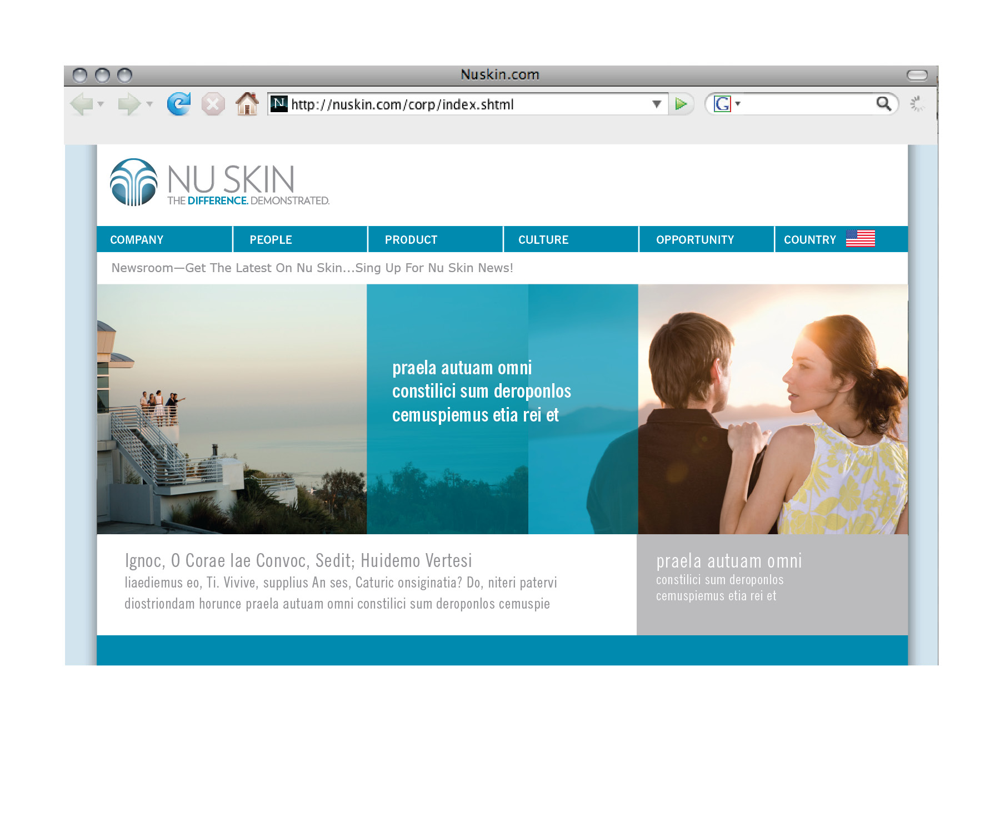 Nuskin.com
N http://nuskin.com/corp/index.shtml G
NU SKIN
THE DIFFERENCE. DEMONSTRATED.
COMPANY PEOPLE PRODUCT CULTURE OPPORTUNITY COUNTRY
Newsroom—Get The Latest On Nu Skin...Sing Up For Nu Skin News!
praela autuam omni
constilici sum deroponlos
cemuspiemus etia rei et
Ignoc, O Corae Iae Convoc, Sedit; Huidemo Vertesi
liaediemus eo, Ti. Vivive, supplius An ses, Caturic onsiginatia? Do, niteri patervi
diostriondam horunce praela autuam omni constilici sum deroponlos cemuspie
praela autuam omni
constilici sum deroponlos
cemuspiemus etia rei et